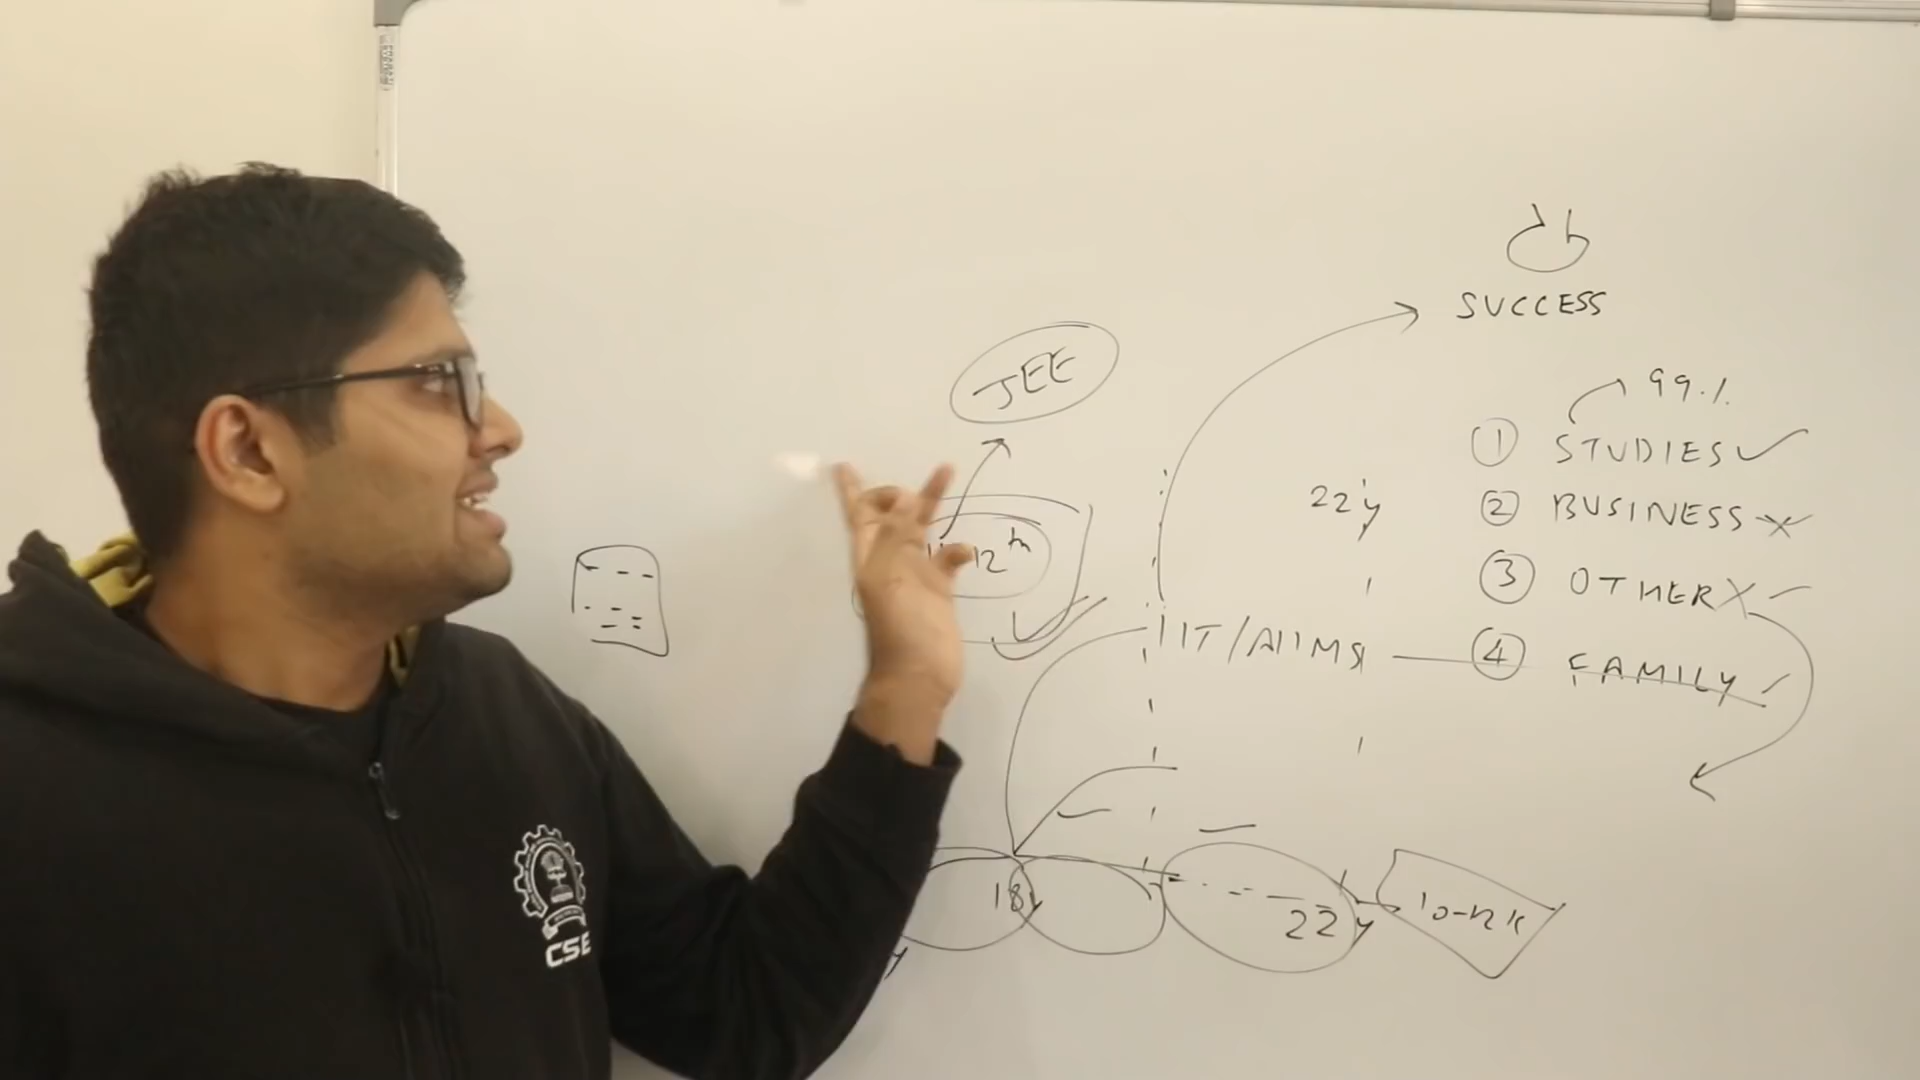 SUCCESS
99.1.
JEE
1 STUDIES
22y
2 BUSINESS
12th
3 OTHER
IIT/AIIMS
4 FAMILY
18y
22y
10-12K
CSE